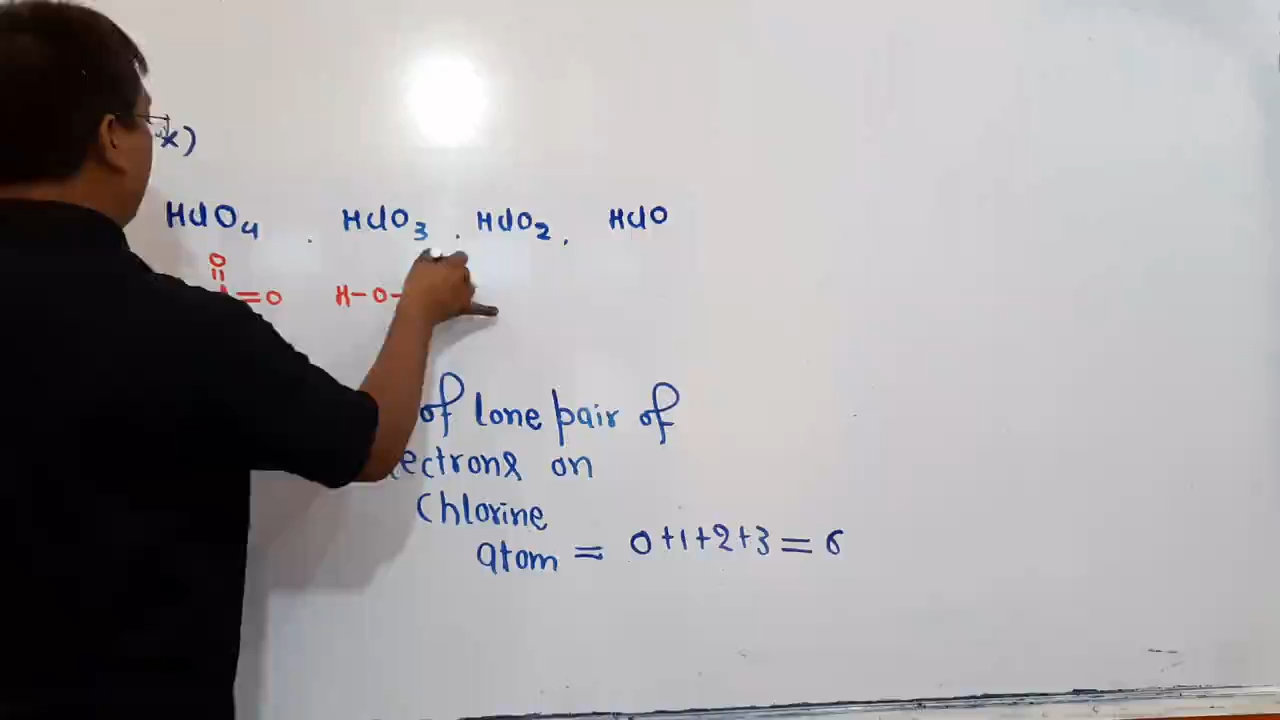 x)
HClO4 . HClO3 . HClO2 , HClO
O
=O H-O-
of lone pair of
ectrons on
Chlorine
atom = 0+1+2+3 = 6